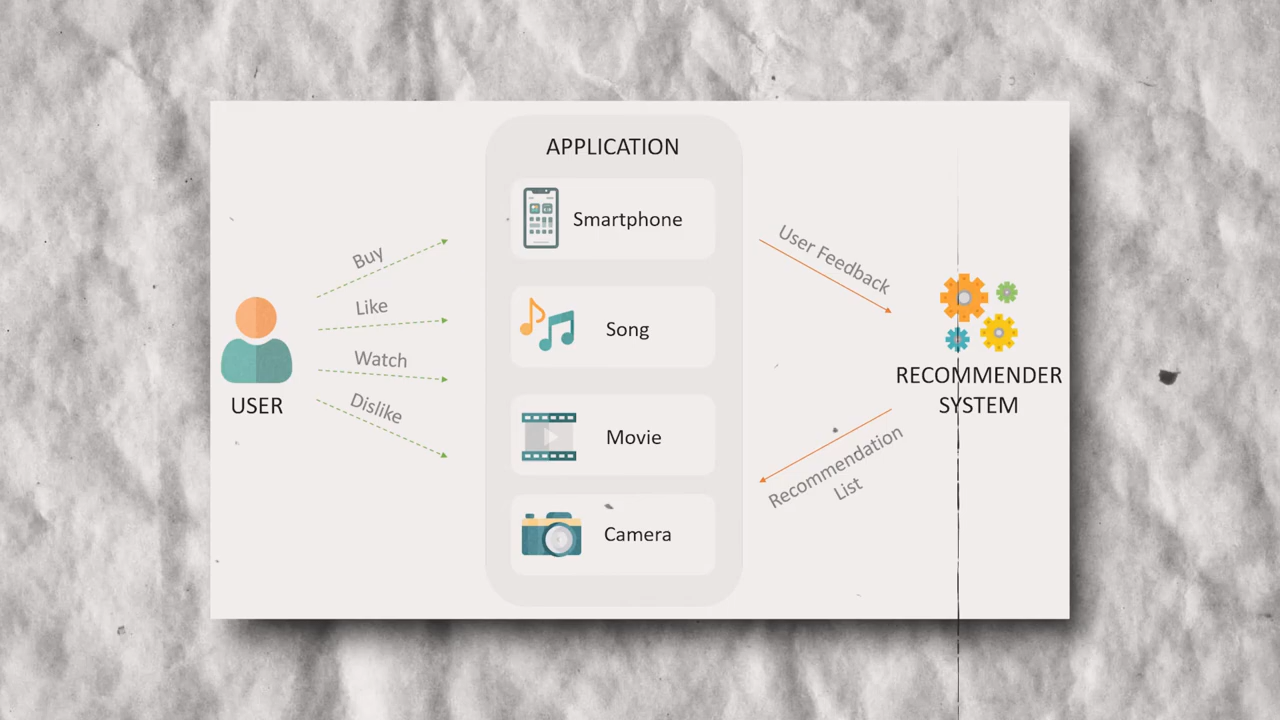 APPLICATION
Smartphone
Song
Movie
Camera
Buy
Like
Watch
Dislike
USER
User Feedback
RECOMMENDER
SYSTEM
Recommendation
List